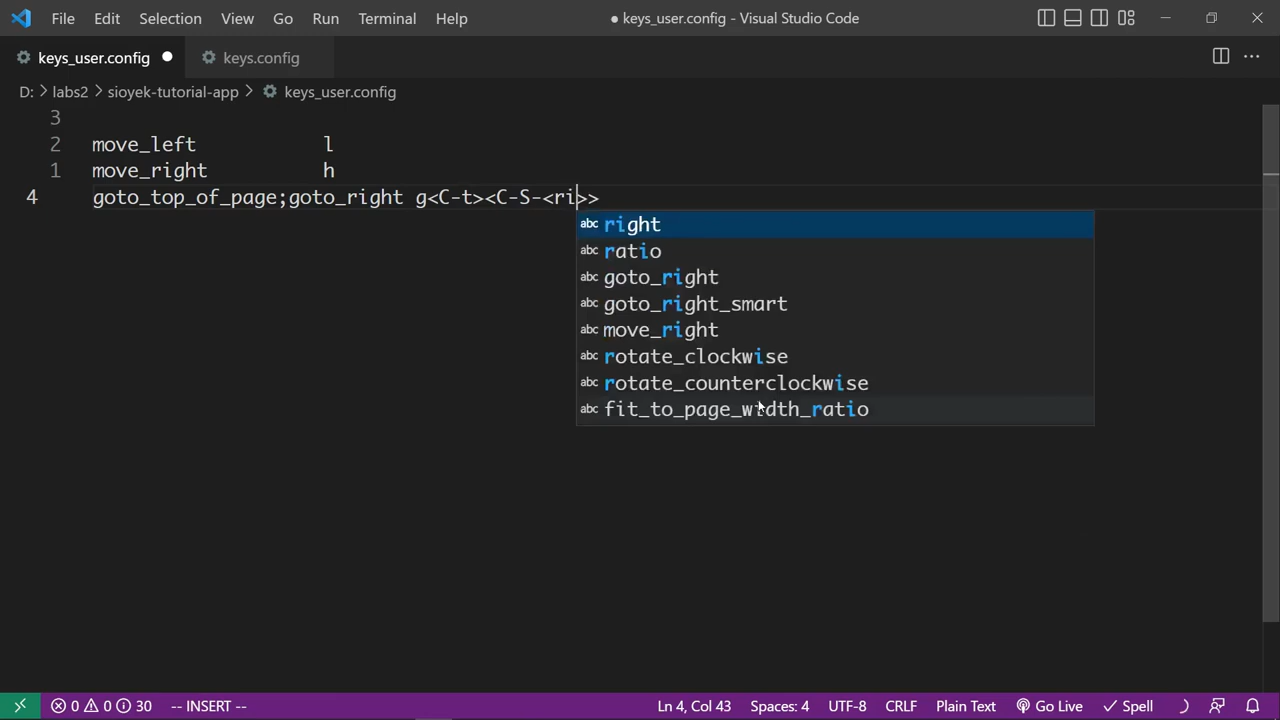 File Edit Selection View Go Run Terminal Help ● keys_user.config - Visual Studio Code
keys_user.config ● keys.config
D: > labs2 > sioyek-tutorial-app > keys_user.config
3
2 move_left l
1 move_right h
4 goto_top_of_page;goto_right g<C-t><C-S-<ri>>
abc right
abc ratio
abc goto_right
abc goto_right_smart
abc move_right
abc rotate_clockwise
abc rotate_counterclockwise
abc fit_to_page_width_ratio
0 0 30 -- INSERT -- Ln 4, Col 43 Spaces: 4 UTF-8 CRLF Plain Text Go Live Spell